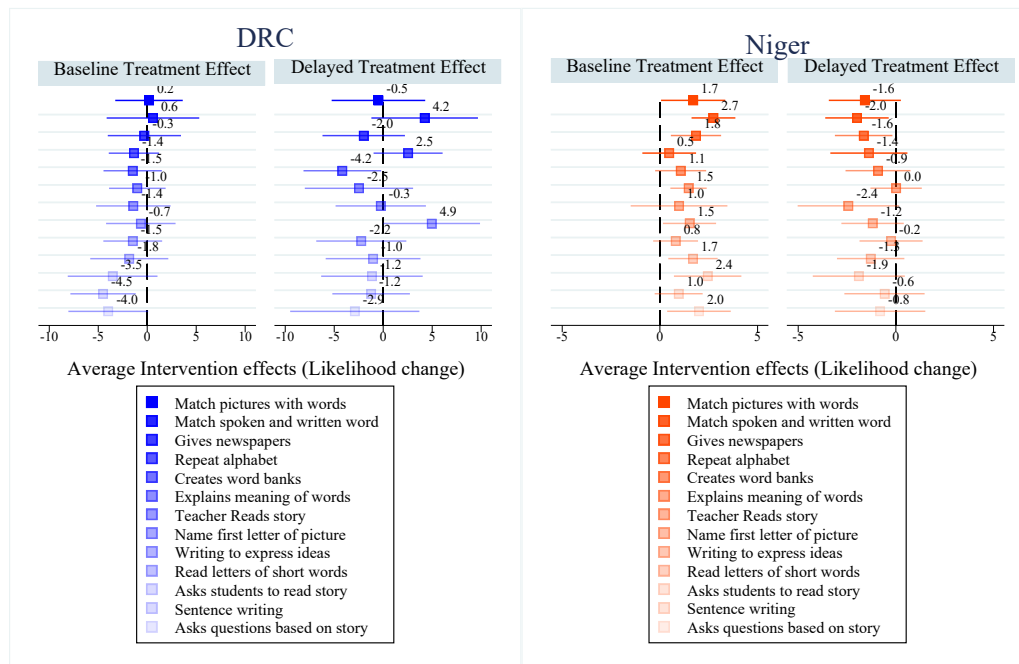 DRC
Baseline Treatment Effect
0.2
0.6
-0.3
-1.4
-1.5
-1.0
-1.4
-0.7
-1.5
-1.8
-3.5
-4.5
-4.0
-10 -5 0 5 10
Delayed Treatment Effect
-0.5
4.2
-2.0
2.5
-4.2
-2.5
-0.3
4.9
-2.2
-1.0
-1.2
-1.2
-2.9
-10 -5 0 5 10
Average Intervention effects (Likelihood change)
Match pictures with words
Match spoken and written word
Gives newspapers
Repeat alphabet
Creates word banks
Explains meaning of words
Teacher Reads story
Name first letter of picture
Writing to express ideas
Read letters of short words
Asks students to read story
Sentence writing
Asks questions based on story
Niger
Baseline Treatment Effect
1.7
2.7
1.8
0.5
1.1
1.5
1.0
1.5
0.8
1.7
2.4
1.0
2.0
-5 0 5
Delayed Treatment Effect
-1.6
-2.0
-1.6
-1.4
-0.9
0.0
-2.4
-1.2
-0.2
-1.3
-1.9
-0.6
-0.8
-5 0 5
Average Intervention effects (Likelihood change)
Match pictures with words
Match spoken and written word
Gives newspapers
Repeat alphabet
Creates word banks
Explains meaning of words
Teacher Reads story
Name first letter of picture
Writing to express ideas
Read letters of short words
Asks students to read story
Sentence writing
Asks questions based on story